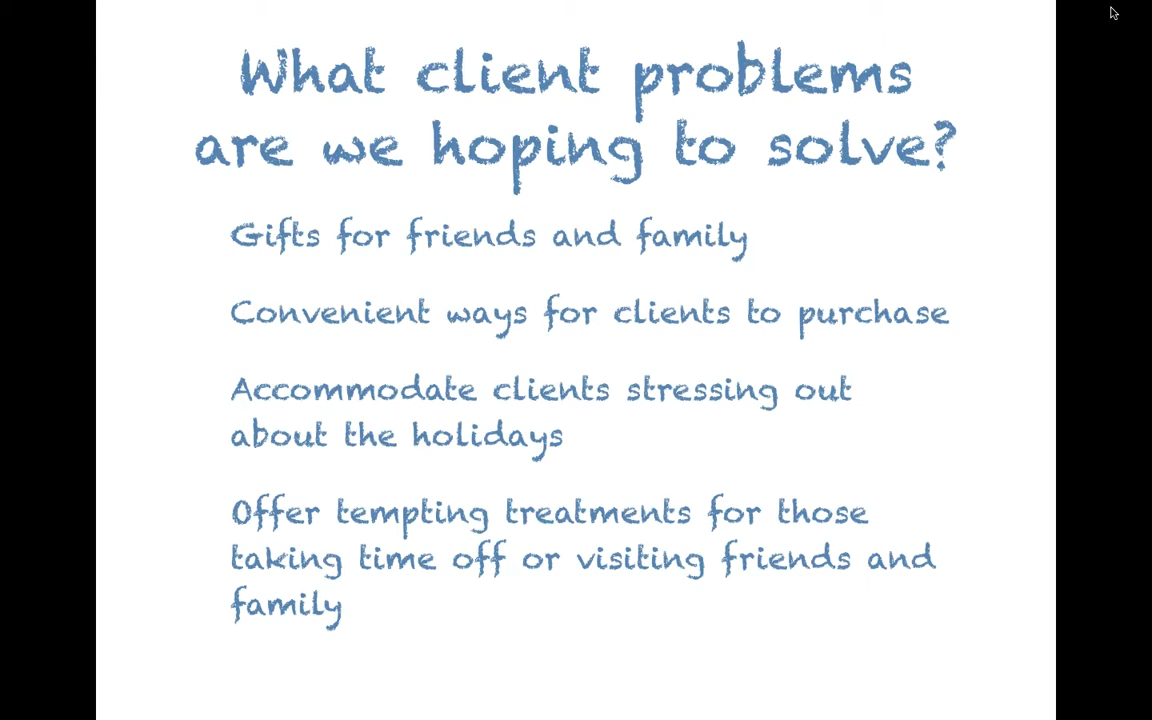 What client problems
are we hoping to solve?
Gifts for friends and family
Convenient ways for clients to purchase
Accommodate clients stressing out
about the holidays
Offer tempting treatments for those
taking time off or visiting friends and
family